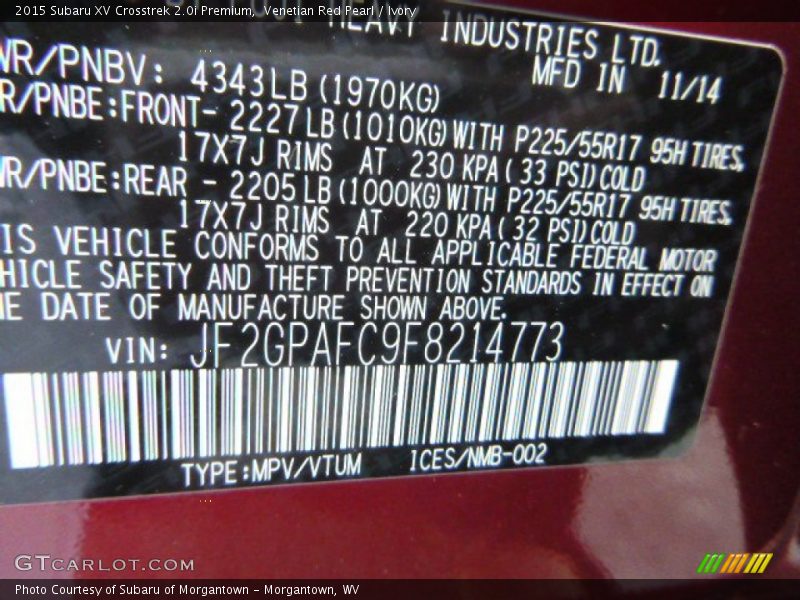 2015 Subaru XV Crosstrek 2.0i Premium, Venetian Red Pearl / Ivory
HEAVY INDUSTRIES LTD.
MFD IN 11/14
WR/PNBV: 4343LB (1970KG)
R/PNBE:FRONT- 2227LB(1010KG)WITH P225/55R17 95H TIRES,
17X7J RIMS AT 230 KPA(33 PSI)COLD
WR/PNBE:REAR - 2205LB(1000KG)WITH P225/55R17 95H TIRES,
17X7J RIMS AT 220 KPA(32 PSI)COLD
IS VEHICLE CONFORMS TO ALL APPLICABLE FEDERAL MOTOR
HICLE SAFETY AND THEFT PREVENTION STANDARDS IN EFFECT ON
E DATE OF MANUFACTURE SHOWN ABOVE.
VIN: JF2GPAFC9F8214773
TYPE:MPV/VTUM ICES/NMB-002
GTCARLOT.COM
Photo Courtesy of Subaru of Morgantown - Morgantown, WV